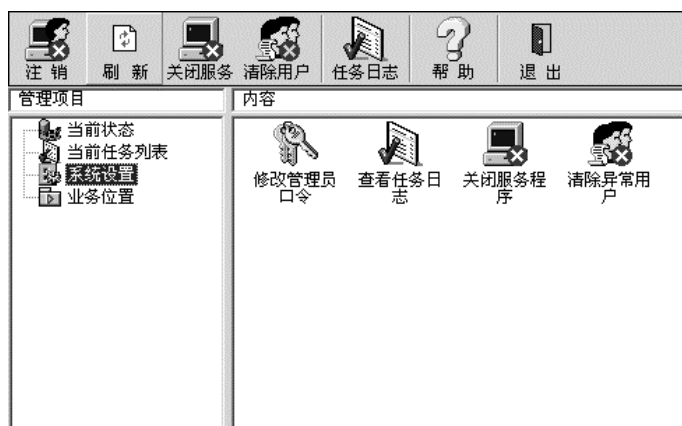 注 销 刷 新 关闭服务 清除用户 任务日志 帮 助 退 出
管理项目 内容
当前状态
当前任务列表
系统设置
业务位置
修改管理员
口令
查看任务日
志
关闭服务程
序
清除异常用
户